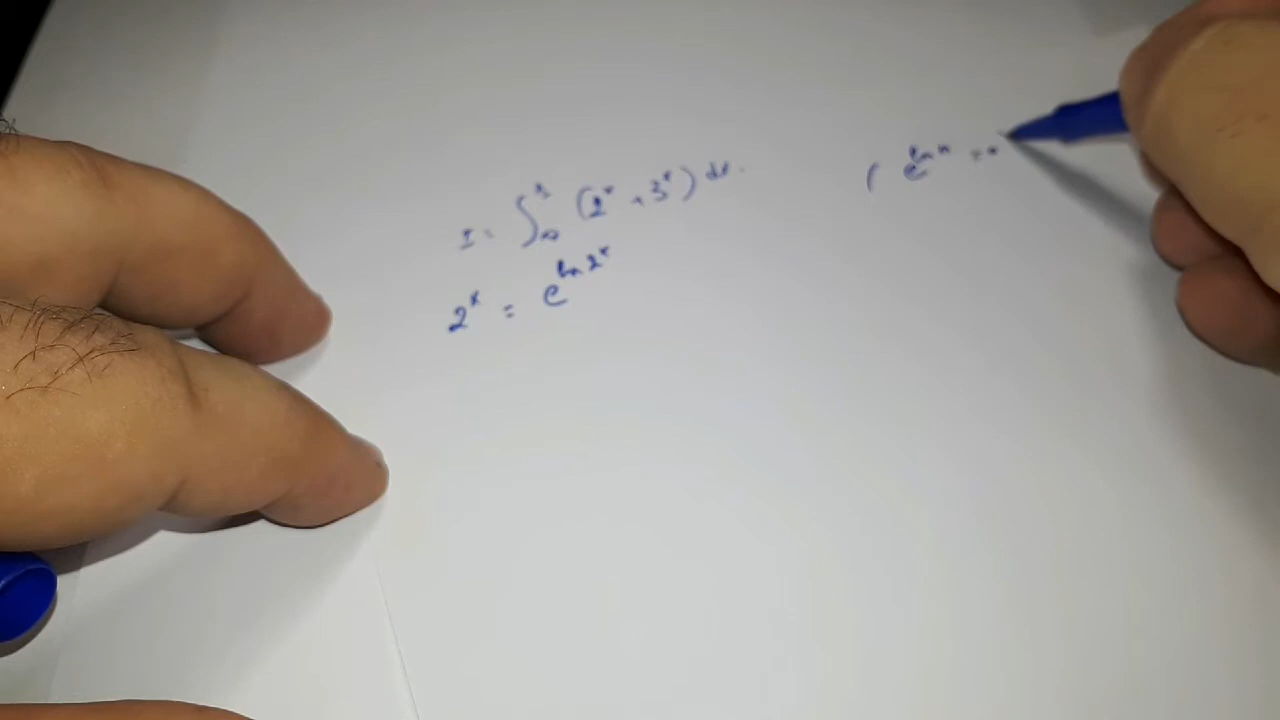 I = ∫₀¹ (2ˣ + 3ˣ) dx. ( e^{ln x} = x
2ˣ = e^{ln 2ˣ}